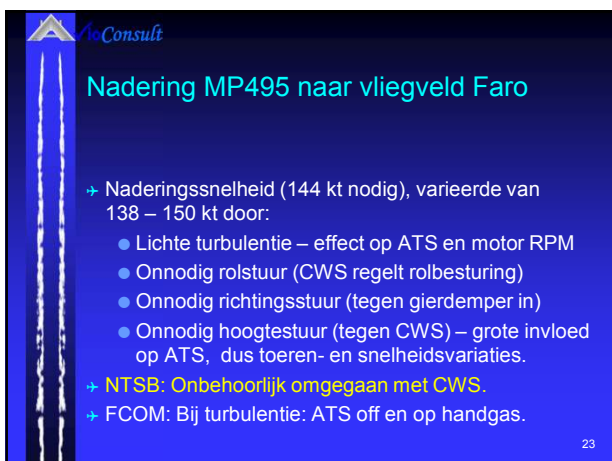 AvioConsult
Nadering MP495 naar vliegveld Faro
Naderingssnelheid (144 kt nodig), varieerde van
138 – 150 kt door:
Lichte turbulentie – effect op ATS en motor RPM
Onnodig rolstuur (CWS regelt rolbesturing)
Onnodig richtingsstuur (tegen gierdemper in)
Onnodig hoogtestuur (tegen CWS) – grote invloed
op ATS, dus toeren- en snelheidsvariaties.
NTSB: Onbehoorlijk omgegaan met CWS.
FCOM: Bij turbulentie: ATS off en op handgas.
23